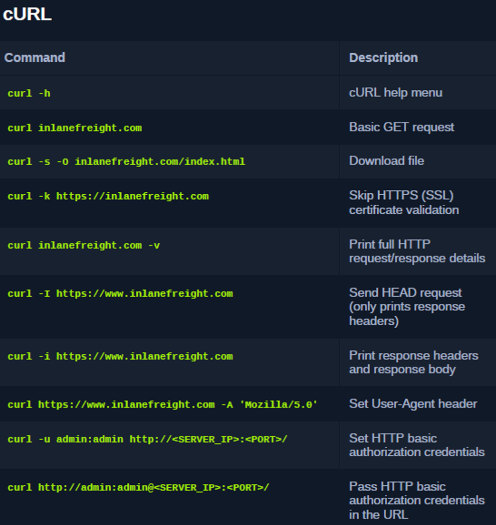 cURL
Command Description
curl -h cURL help menu
curl inlanefreight.com Basic GET request
curl -s -O inlanefreight.com/index.html Download file
curl -k https://inlanefreight.com Skip HTTPS (SSL)
certificate validation
curl inlanefreight.com -v Print full HTTP
request/response details
curl -I https://www.inlanefreight.com Send HEAD request
(only prints response
headers)
curl -i https://www.inlanefreight.com Print response headers
and response body
curl https://www.inlanefreight.com -A 'Mozilla/5.0' Set User-Agent header
curl -u admin:admin http://<SERVER_IP>:<PORT>/ Set HTTP basic
authorization credentials
curl http://admin:admin@<SERVER_IP>:<PORT>/ Pass HTTP basic
authorization credentials
in the URL